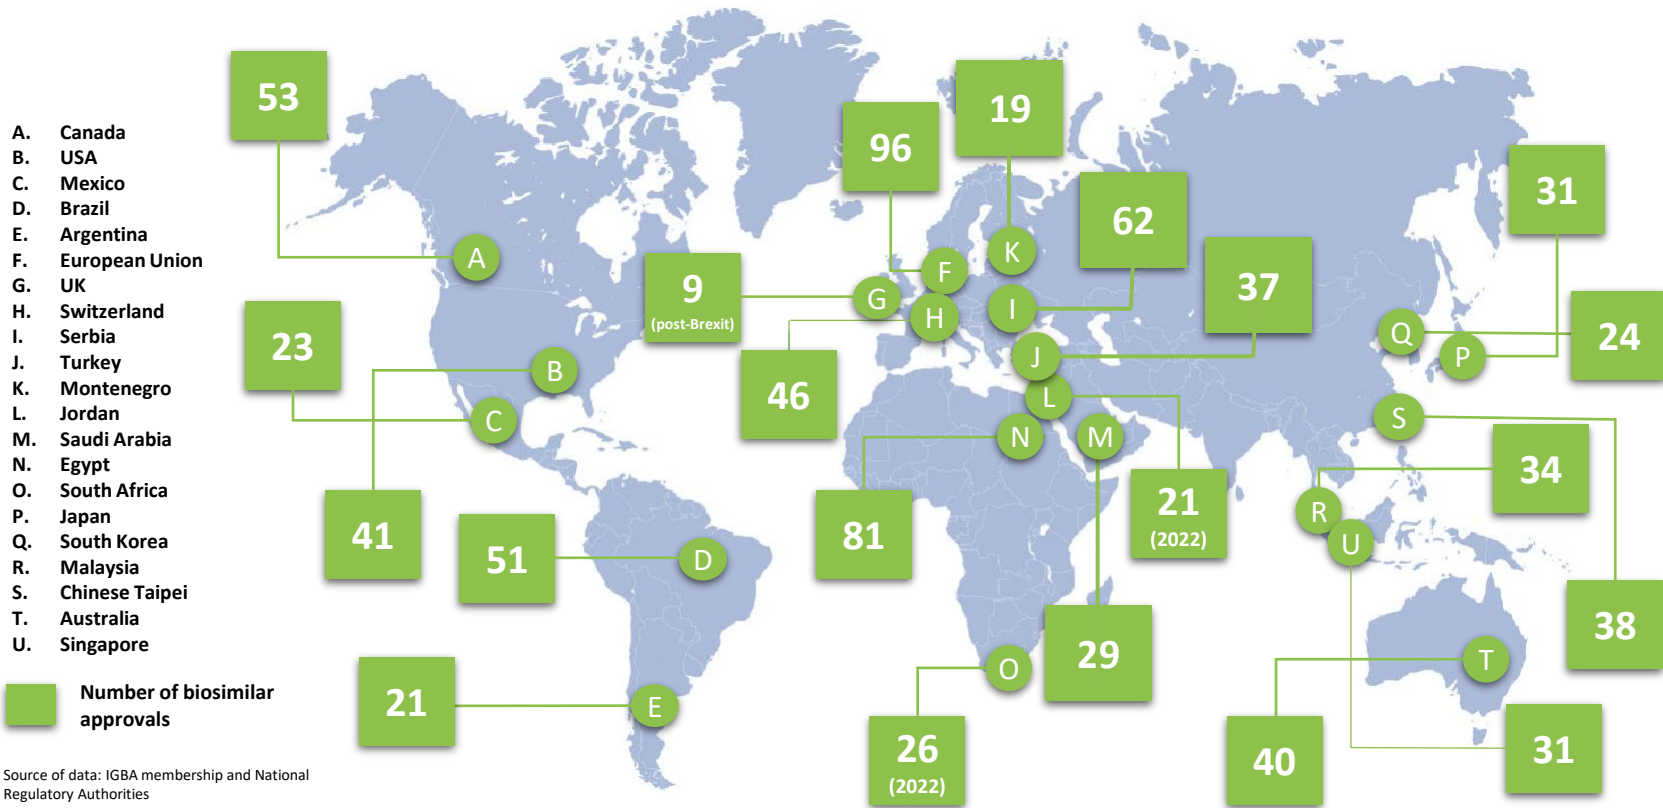 A. Canada
B. USA
C. Mexico
D. Brazil
E. Argentina
F. European Union
G. UK
H. Switzerland
I. Serbia
J. Turkey
K. Montenegro
L. Jordan
M. Saudi Arabia
N. Egypt
O. South Africa
P. Japan
Q. South Korea
R. Malaysia
S. Chinese Taipei
T. Australia
U. Singapore
Number of biosimilar
approvals
Source of data: IGBA membership and National
Regulatory Authorities
53
A
23
C
41
B
51
D
21
E
9
(post-Brexit)
G
96
F
19
K
62
I
46
H
37
J
81
N
21
(2022)
L
29
M
26
(2022)
O
31
P
24
Q
34
R
38
S
40
T
31
U